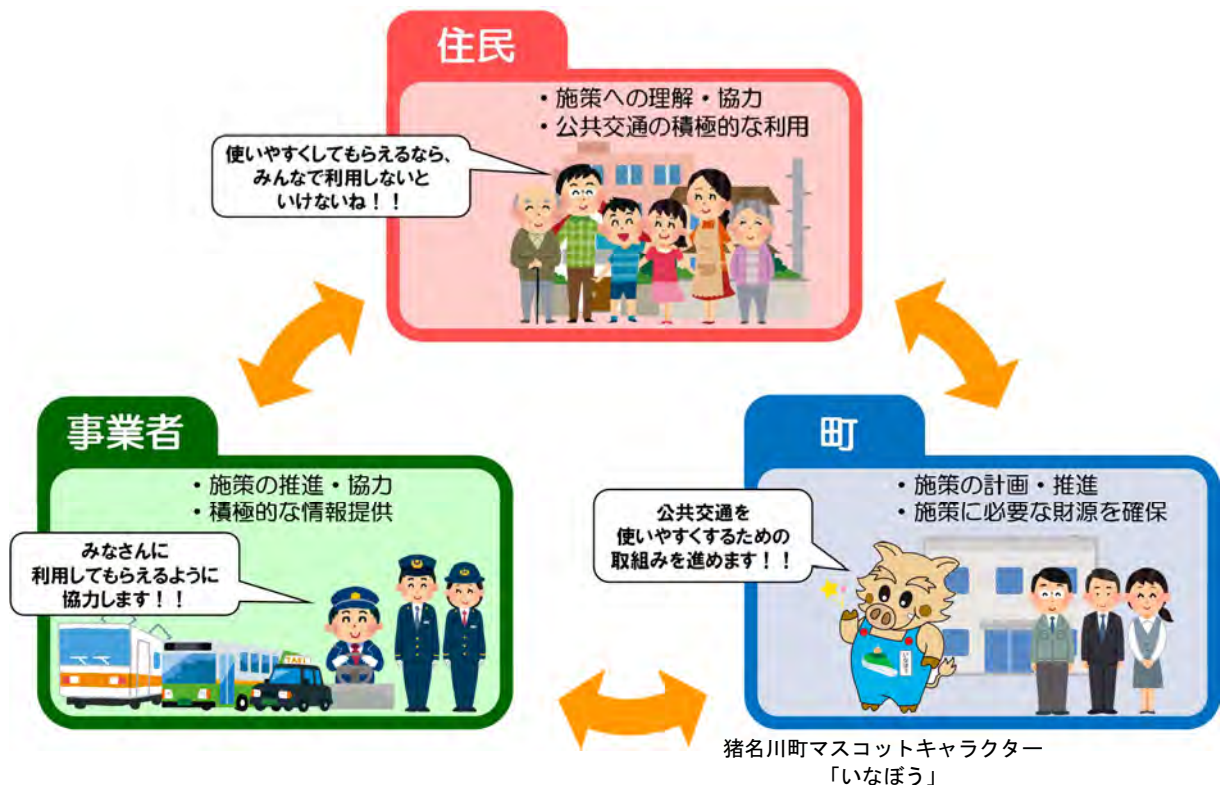 住民
・施策への理解・協力
・公共交通の積極的な利用
使いやすくしてもらえるなら、
みんなで利用しないと
いけないね！！
事業者
・施策の推進・協力
・積極的な情報提供
みなさんに
利用してもらえるように
協力します！！
TAXI
町
・施策の計画・推進
・施策に必要な財源を確保
公共交通を
使いやすくするための
取組みを進めます！！
いなぼう
猪名川町マスコットキャラクター
「いなぼう」